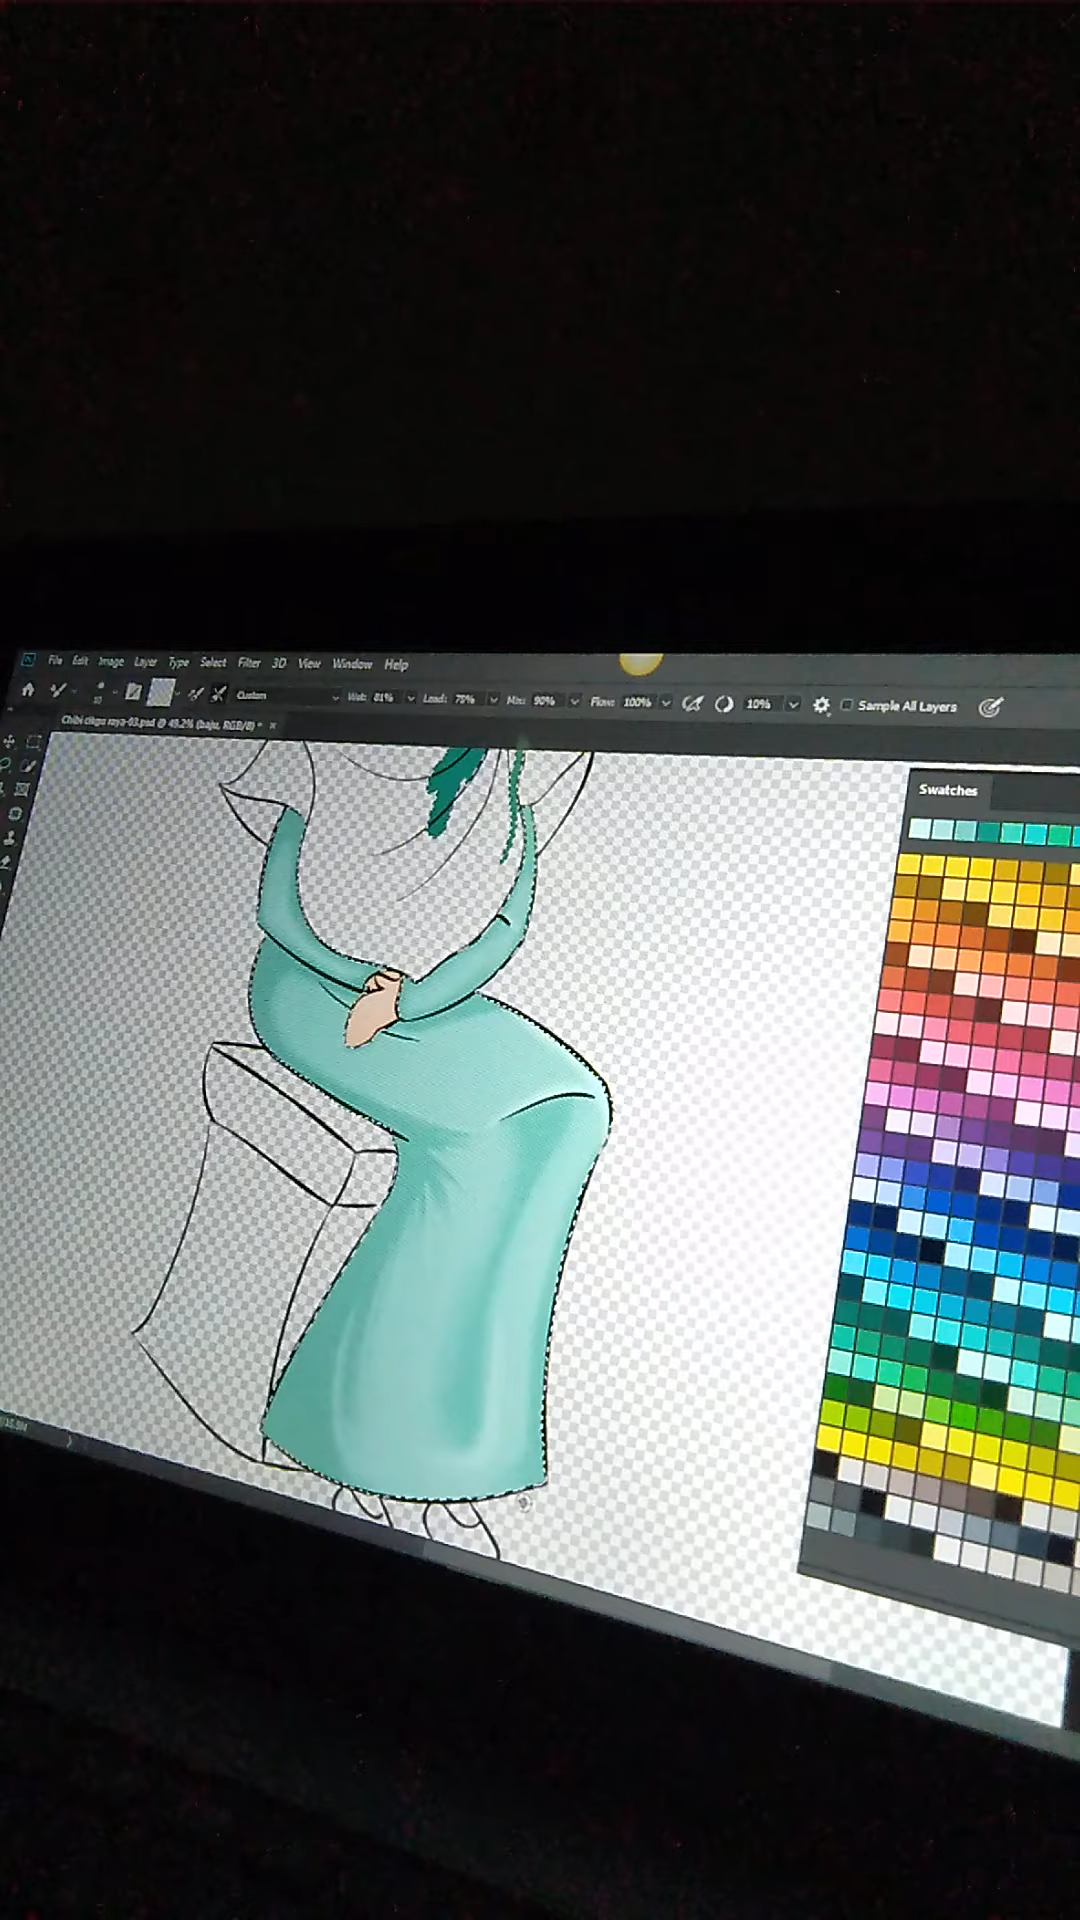 File Edit Image Layer Type Select Filter 3D View Window Help
Custom Wet: 81% Load: 75% Mix: 90% Flow: 100% 10% Sample All Layers
Chibi cikgu raya-03.psd @ 49.2% (baju, RGB/8) *
Swatches